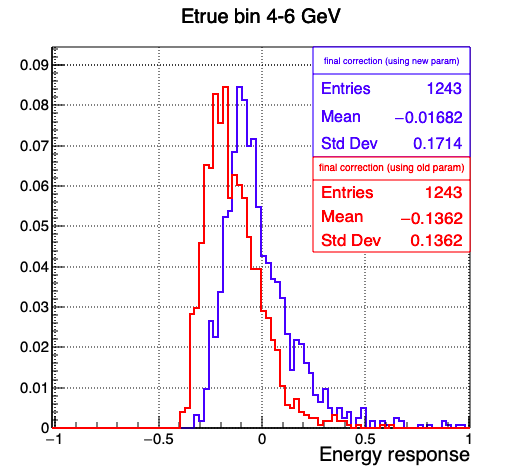 Etrue bin 4-6 GeV
final correction (using new param)
Entries 1243
Mean −0.01682
Std Dev 0.1714
final correction (using old param)
Entries 1243
Mean −0.1362
Std Dev 0.1362
0.09
0.08
0.07
0.06
0.05
0.04
0.03
0.02
0.01
0
−1 −0.5 0 0.5 1
Energy response